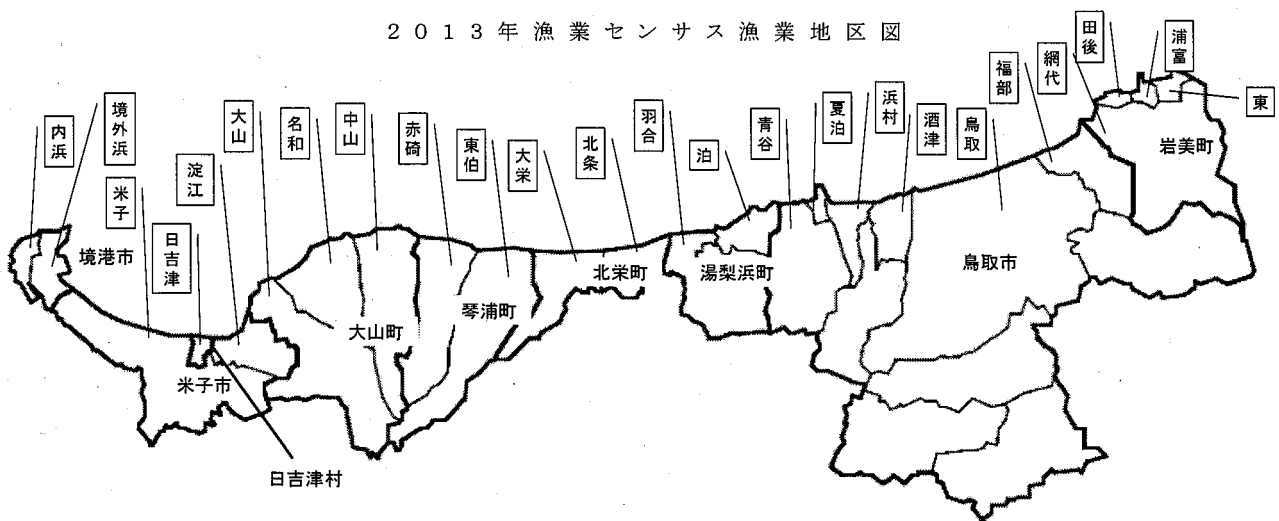 2013年漁業センサス漁業地区図
内浜
境外浜
米子
日吉津
淀江
大山
名和
中山
赤碕
東伯
大栄
北条
羽合
泊
青谷
夏泊
浜村
酒津
鳥取
福部
網代
田後
浦富
東
境港市
米子市
日吉津村
大山町
琴浦町
北栄町
湯梨浜町
鳥取市
岩美町